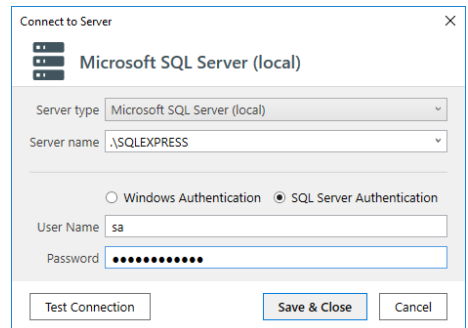 Connect to Server
Microsoft SQL Server (local)
Server type Microsoft SQL Server (local)
Server name .\SQLEXPRESS
Windows Authentication SQL Server Authentication
User Name sa
Password ●●●●●●●●●●●●
Test Connection Save & Close Cancel